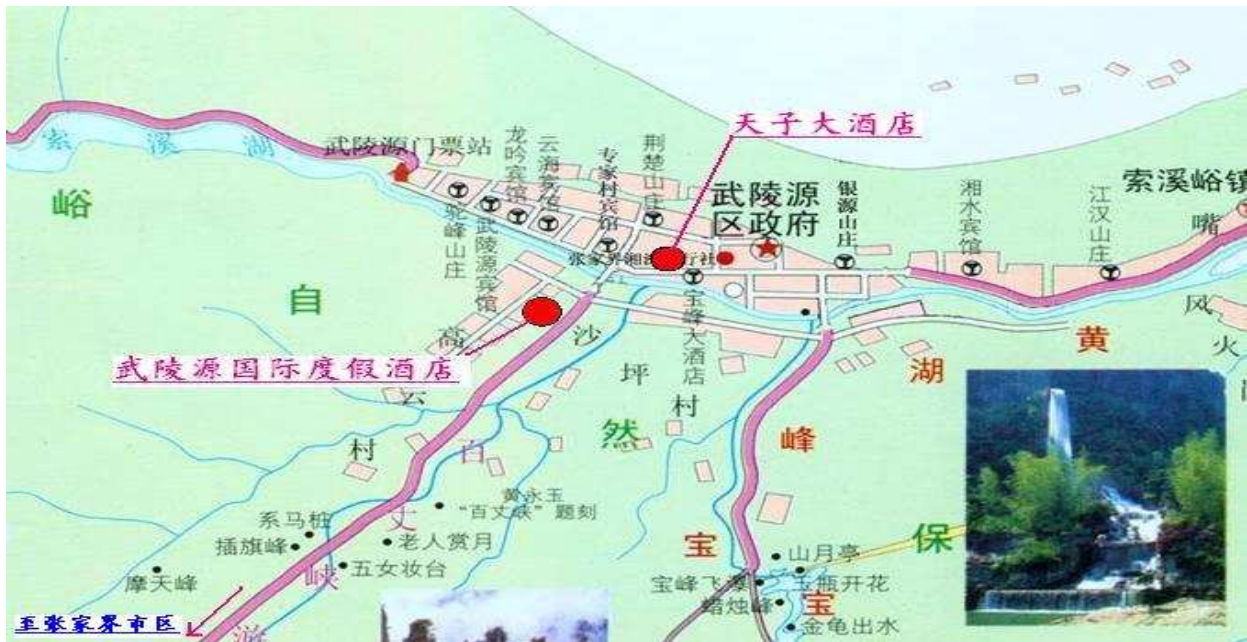 天子大酒店
索溪湖
武陵源门票站
龙吟宾馆
云海宾馆
专家村宾馆
荆楚山庄
武陵源
区政府
银源山庄
湘水宾馆
江汉山庄
索溪峪镇
驼峰山庄
武陵源宾馆
宝峰大酒店
武陵源国际度假酒店
峪
自
然
保
高云村
沙坪村
嘴
风
火
黄
湖
峰
宝
百丈峡
游
黄永玉
"百丈峡"题刻
系马桩
插旗峰
老人赏月
五女妆台
摩天峰
山月亭
宝峰飞瀑
玉瓶开花
蜡烛峰
宝
金龟出水
至张家界市区